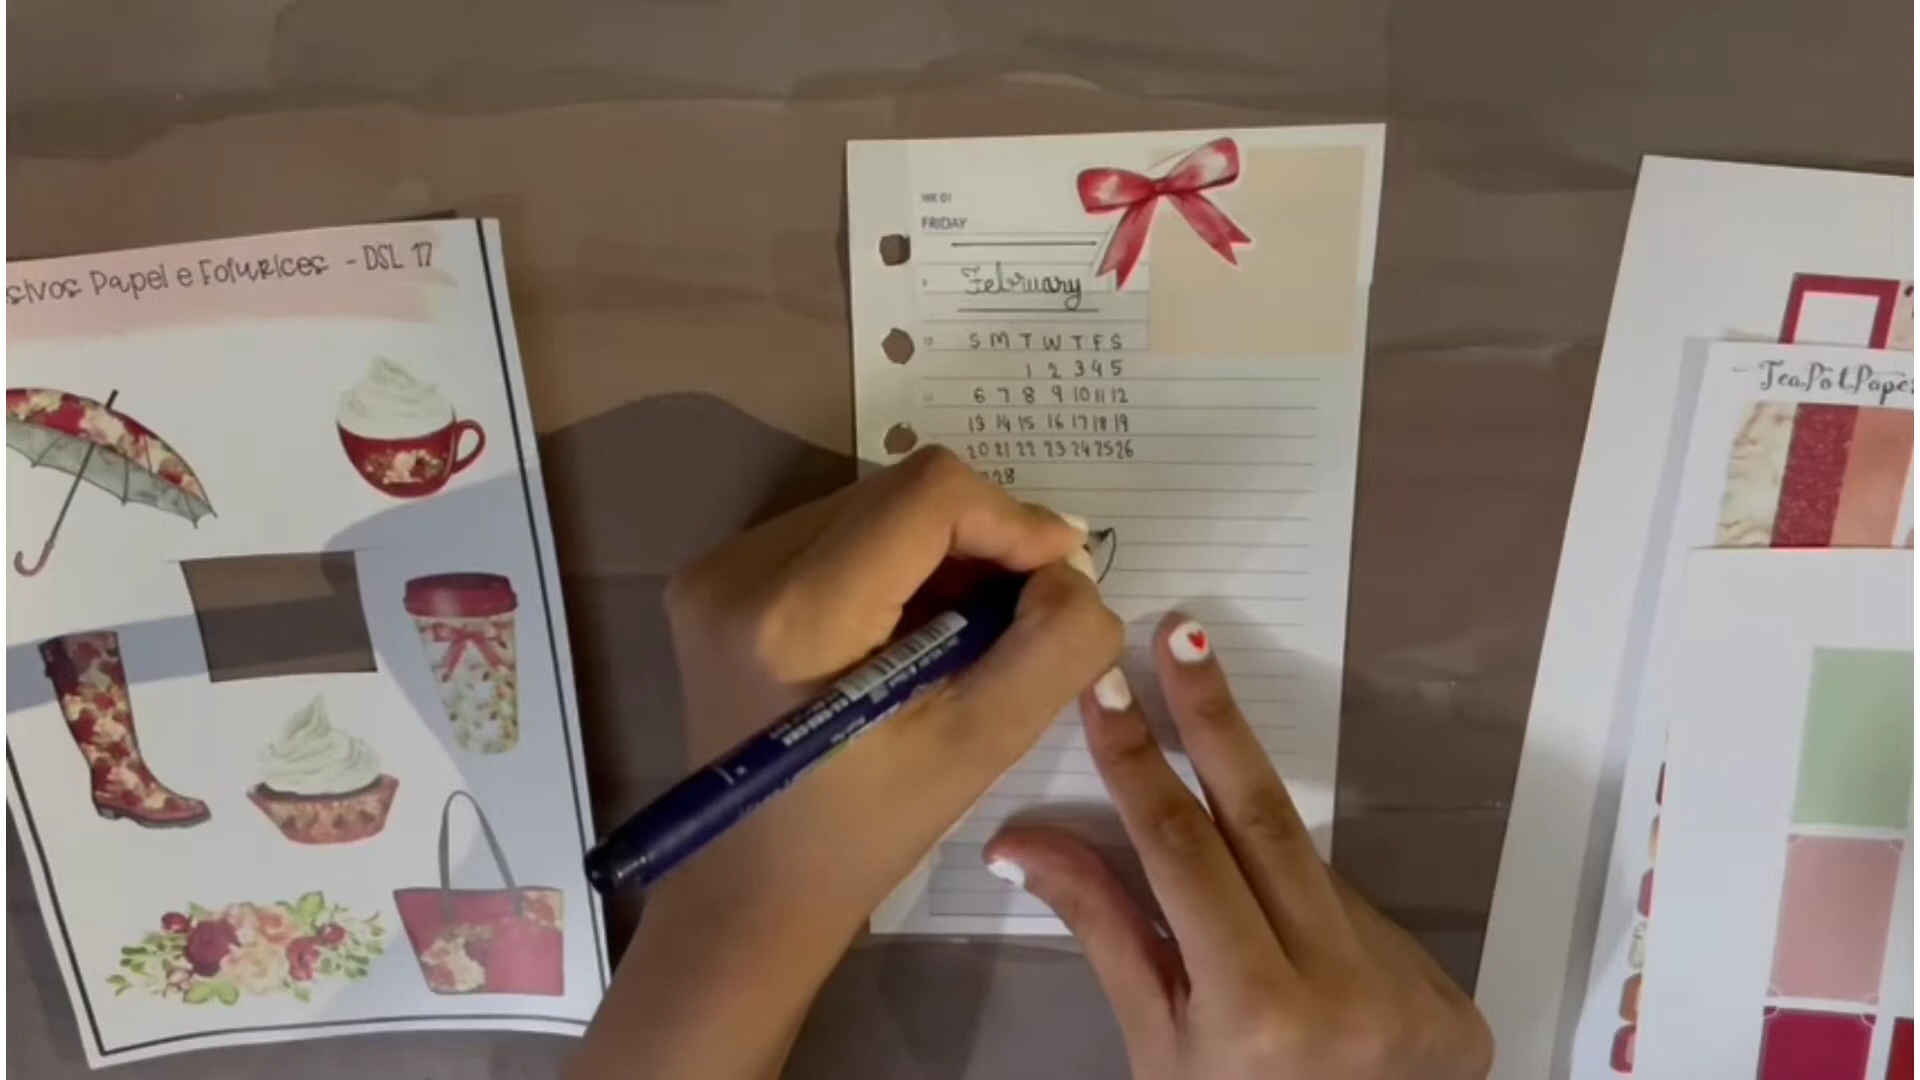 sivos Papel e Fofurices - DSL 17
WK 01
FRIDAY
February
S M T W T F S
1 2 3 4 5
6 7 8 9 10 11 12
13 14 15 16 17 18 19
20 21 22 23 24 25 26
28
TeaPotPape